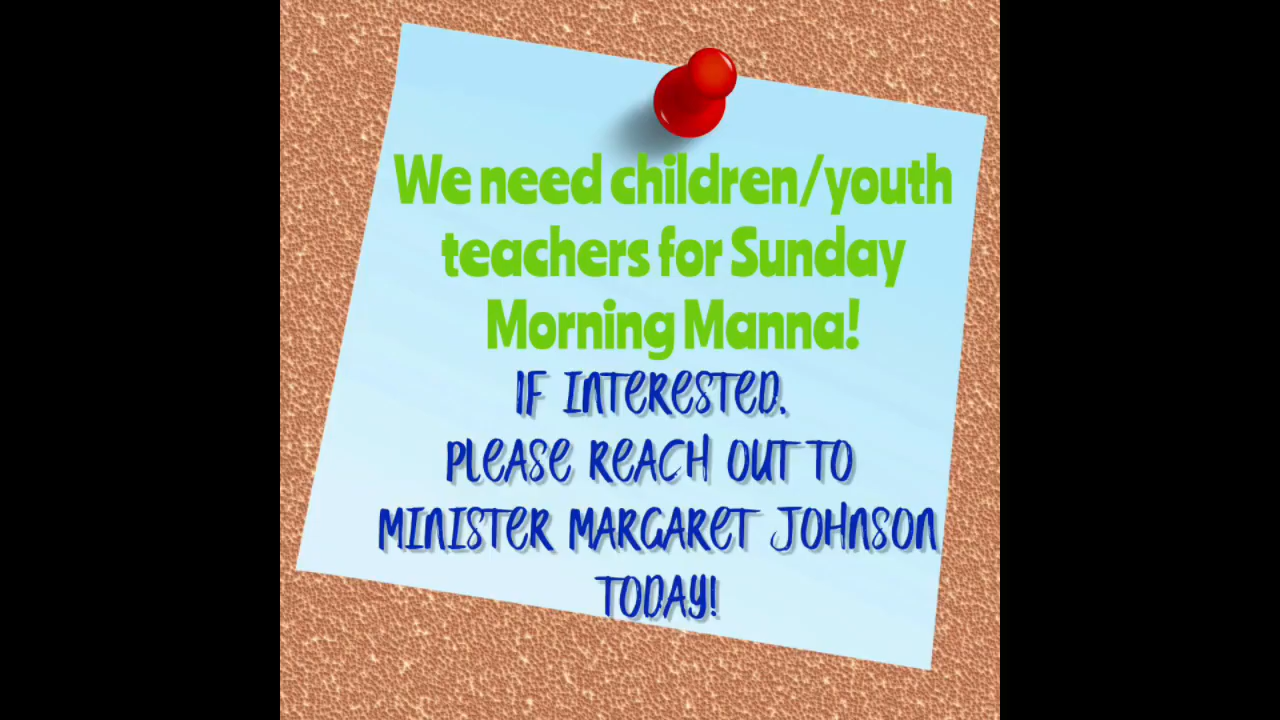 We need children/youth
teachers for Sunday
Morning Manna!
IF INTERESTED,
PLEASE REACH OUT TO
MINISTER MARGARET JOHNSON
TODAY!